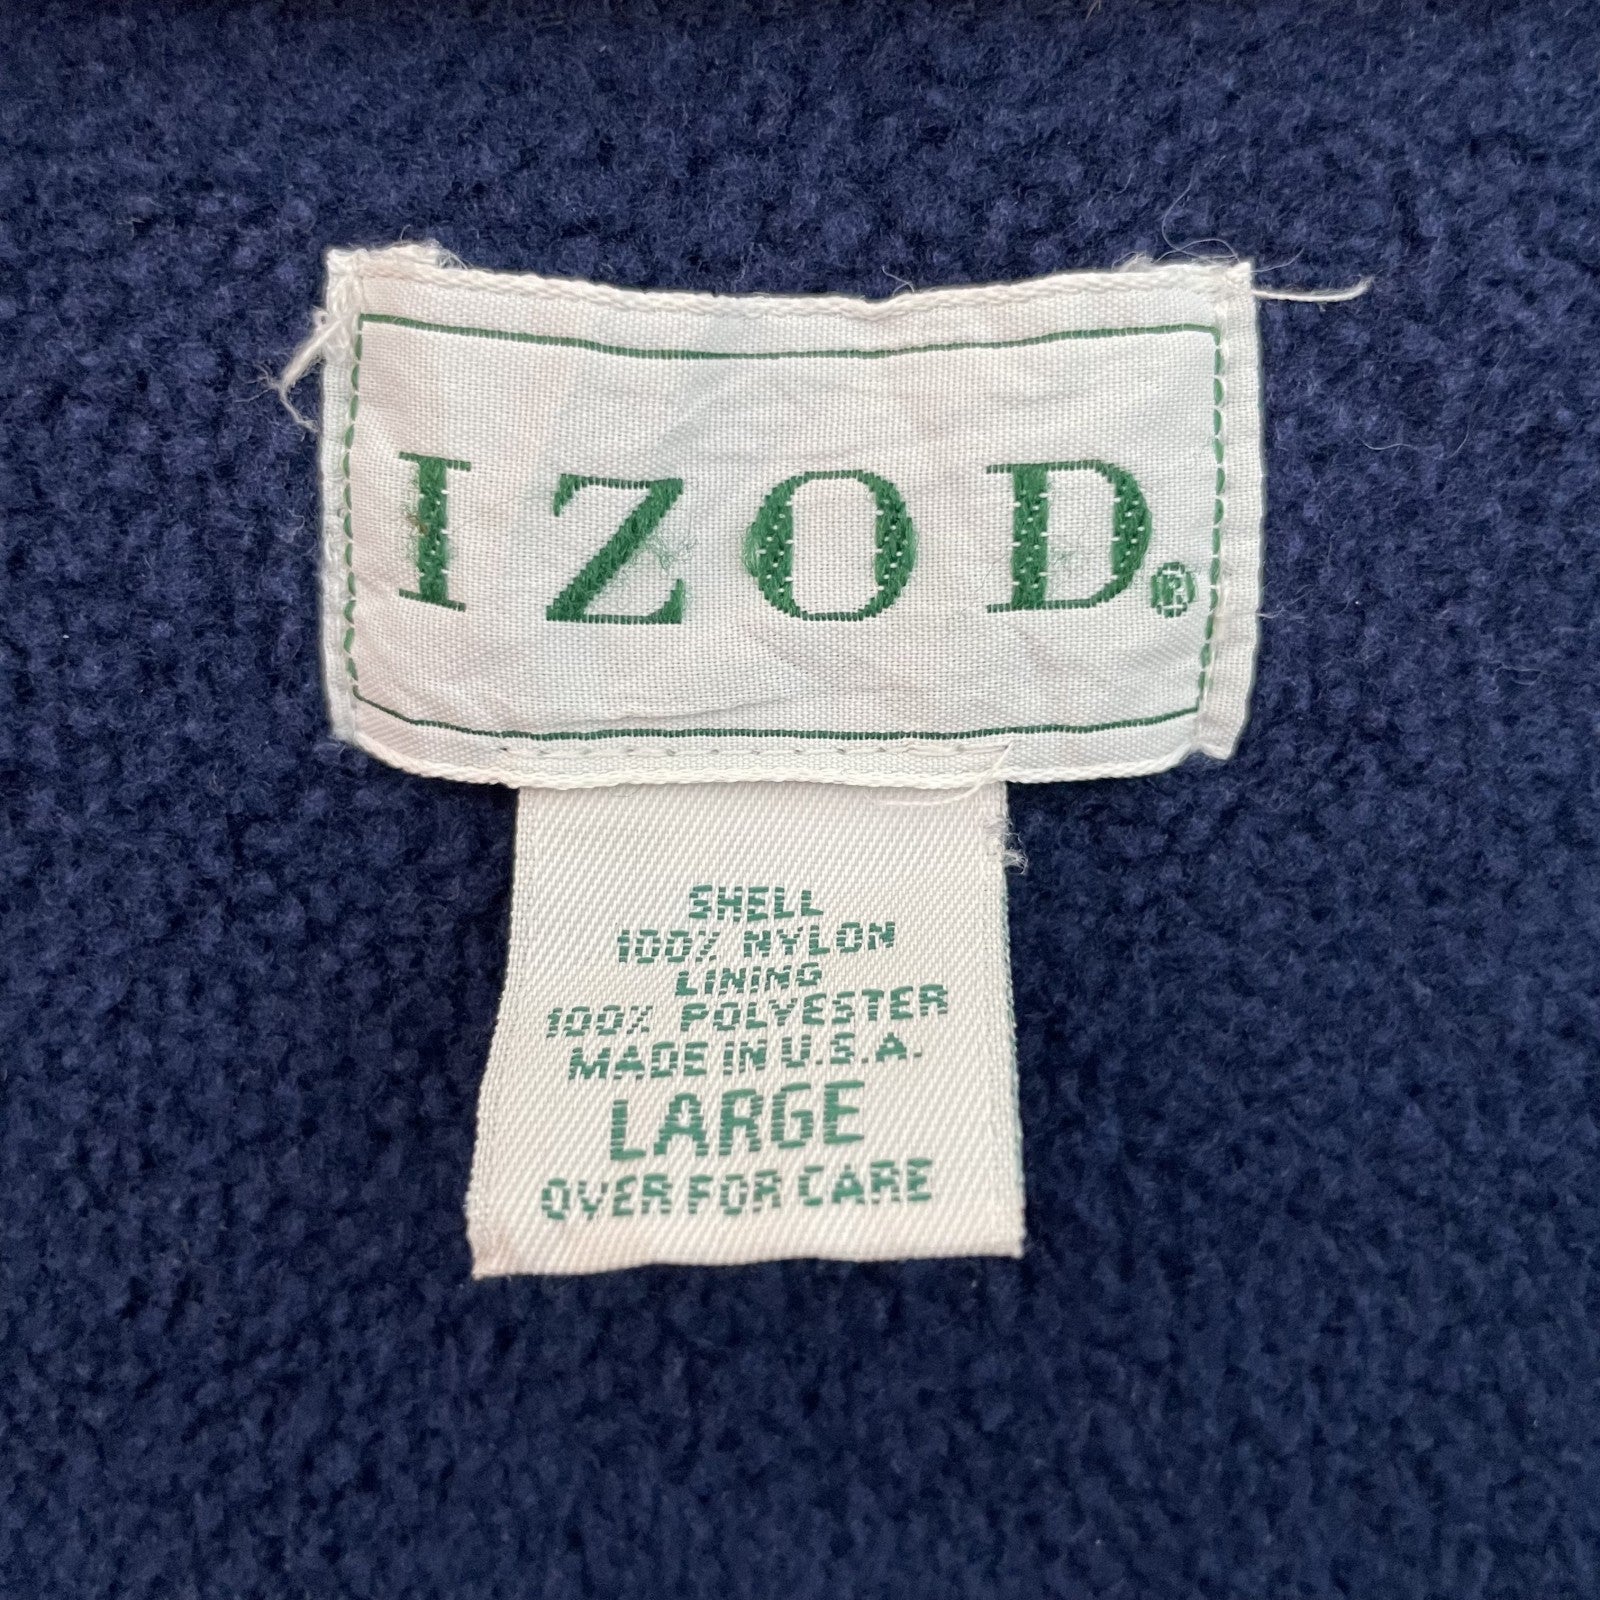 IZOD®
SHELL
100% NYLON
LINING
100% POLYESTER
MADE IN U.S.A.
LARGE
OVER FOR CARE